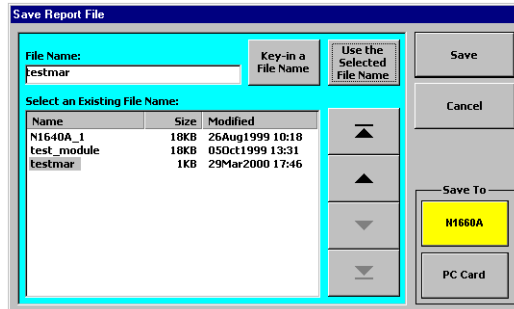 Save Report File
File Name:
testmar
Key-in a
File Name
Use the
Selected
File Name
Save
Cancel
Select an Existing File Name:
Name Size Modified
N1640A_1 18KB 26Aug1999 10:18
test_module 18KB 05Oct1999 13:31
testmar 1KB 29Mar2000 17:46
Save To
N1660A
PC Card